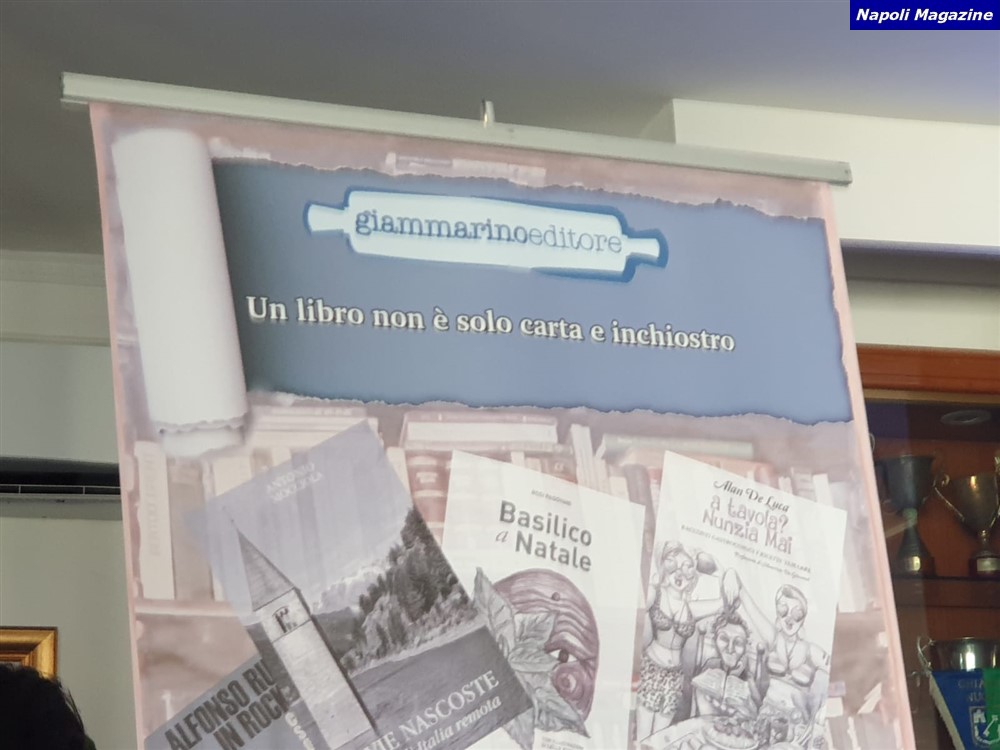 Napoli Magazine
giammarinoeditore
Un libro non è solo carta e inchiostro
Basilico
a Natale
Alan De Luca
a tavola?
Nunzia Mai
NASCOSTE
Italia remota
ALFONSO
IN ROCK